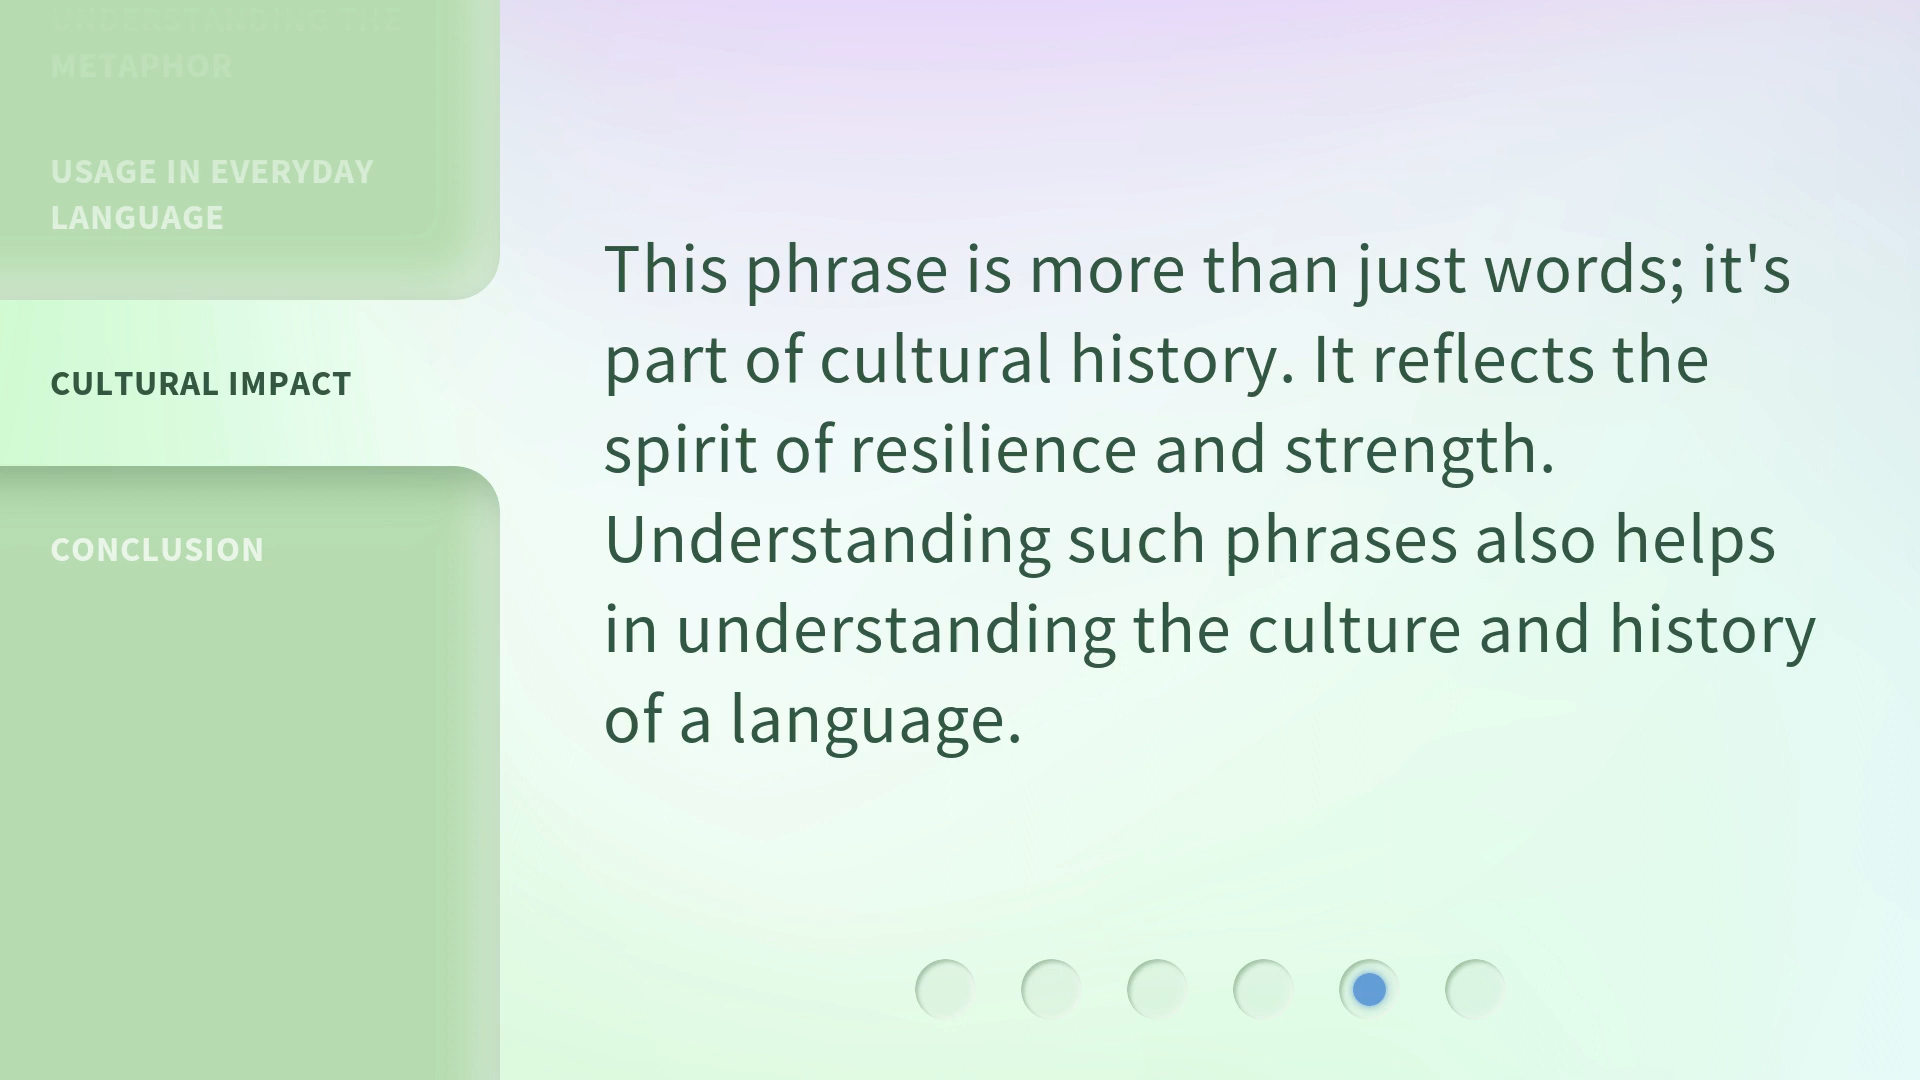 UNDERSTANDING THE
METAPHOR
USAGE IN EVERYDAY
LANGUAGE
CULTURAL IMPACT
CONCLUSION
This phrase is more than just words; it's
part of cultural history. It reflects the
spirit of resilience and strength.
Understanding such phrases also helps
in understanding the culture and history
of a language.